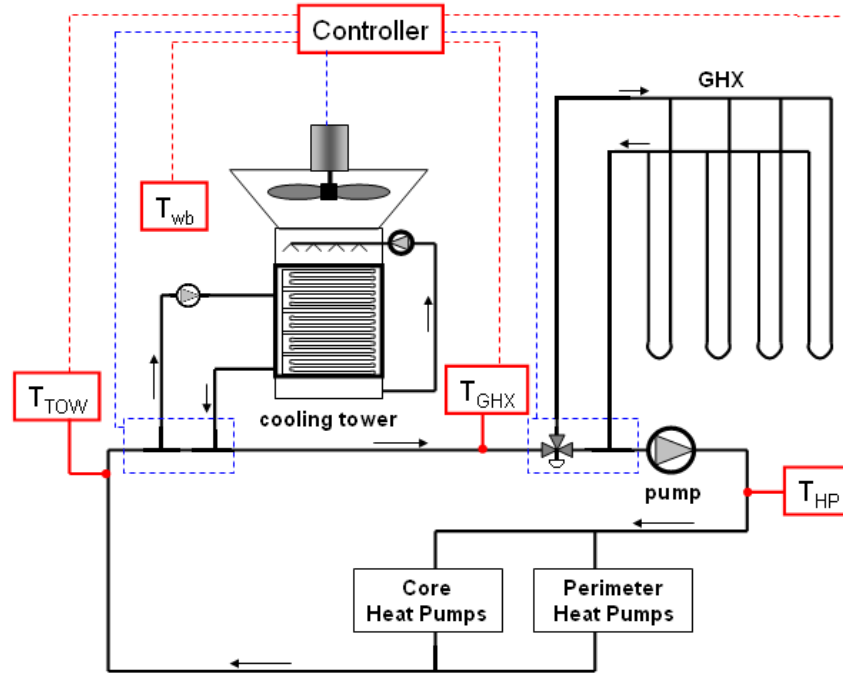 Controller
GHX
Twb
TTOW
TGHX
cooling tower
pump
THP
Core
Heat Pumps
Perimeter
Heat Pumps